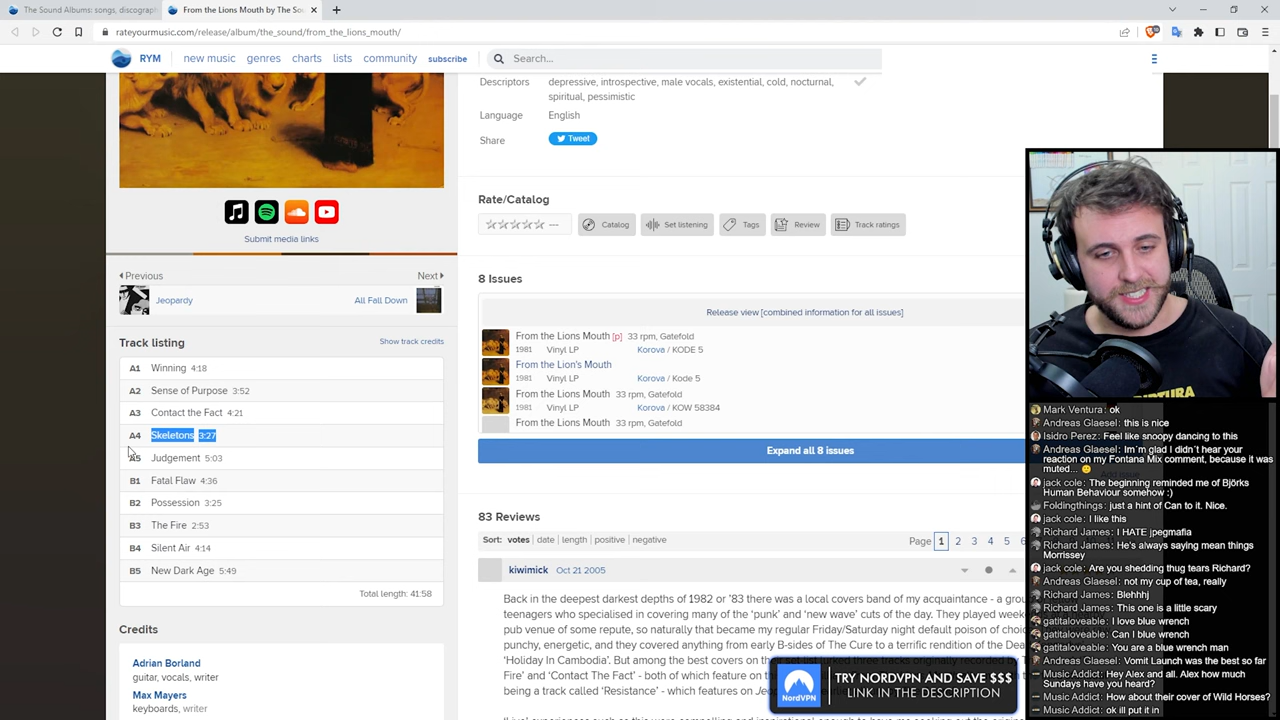 The Sound Albums: songs, discograph
From the Lions Mouth by The So
rateyourmusic.com/release/album/the_sound/from_the_lions_mouth/
RYM
new music
genres
charts
lists
community
subscribe
Search...
Descriptors
depressive, introspective, male vocals, existential, cold, nocturnal,
spiritual, pessimistic
Language
English
Share
Tweet
Rate/Catalog
---
Catalog
Set listening
Tags
Review
Track ratings
Submit media links
Previous
Next
Jeopardy
All Fall Down
8 Issues
Release view [combined information for all issues]
From the Lions Mouth [p] 33 rpm, Gatefold
1981 Vinyl LP Korova / KODE 5
From the Lion's Mouth
1981 Vinyl LP Korova / Kode 5
From the Lions Mouth 33 rpm, Gatefold
1981 Vinyl LP Korova / KOW 58384
From the Lions Mouth 33 rpm, Gatefold
Expand all 8 issues
Track listing
Show track credits
A1 Winning 4:18
A2 Sense of Purpose 3:52
A3 Contact the Fact 4:21
A4 Skeletons 3:27
A5 Judgement 5:03
B1 Fatal Flaw 4:36
B2 Possession 3:25
B3 The Fire 2:53
B4 Silent Air 4:14
B5 New Dark Age 5:49
Total length: 41:58
Credits
Adrian Borland
guitar, vocals, writer
Max Mayers
keyboards, writer
83 Reviews
Sort: votes | date | length | positive | negative
Page 1 2 3 4 5 6
kiwimick Oct 21 2005
Back in the deepest darkest depths of 1982 or '83 there was a local covers band of my acquaintance - a grou
teenagers who specialised in covering many of the 'punk' and 'new wave' cuts of the day. They played week
pub venue of some repute, so naturally that became my regular Friday/Saturday night default poison of choic
punchy, energetic, and they covered anything from early B-sides of The Cure to a terrific rendition of the Dea
'Holiday In Cambodia'. But among the best covers on their set list lurked three tracks originally recorded by T
Fire' and 'Contact The Fact' - both of which feature on
being a track called 'Resistance' - which features on Je
TRY NORDVPN AND SAVE $$$
LINK IN THE DESCRIPTION
NordVPN
Mark Ventura: ok
Andreas Glaesel: this is nice
Isidro Perez: Feel like snoopy dancing to this
Andreas Glaesel: Im´m glad I didn´t hear your
reaction on my Fontana Mix comment, because it was
muted...
jack cole: The beginning reminded me of Björks
Human Behaviour somehow :)
Foldingthings: just a hint of Can to it. Nice.
jack cole: I like this
Richard James: I HATE jpegmafia
Richard James: He's always saying mean things
Morrissey
jack cole: Are you shedding thug tears Richard?
Andreas Glaesel: not my cup of tea, really
Richard James: Blehhhj
Richard James: This one is a little scary
gatitaloveable: I love blue wrench
gatitaloveable: Can I blue wrench
gatitaloveable: You are a blue wrench man
Andreas Glaesel: Vomit Launch was the best so far
Music Addict: Hey Alex and all. Alex how much
Sundays have you heard?
Music Addict: How about their cover of Wild Horses?
Music Addict: ok ill put it in